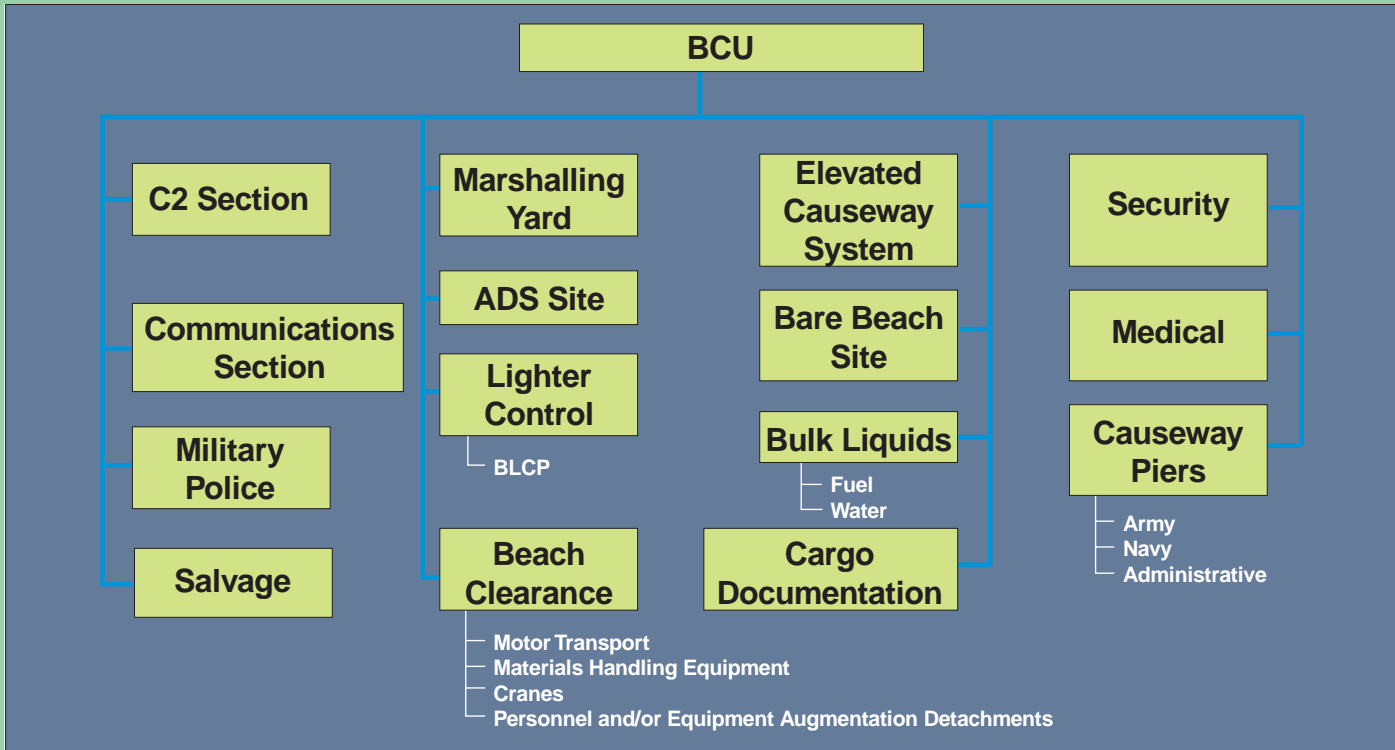 BCU
C2 Section
Communications
Section
Military
Police
Salvage
Marshalling
Yard
ADS Site
Lighter
Control
BLCP
Beach
Clearance
Motor Transport
Materials Handling Equipment
Cranes
Personnel and/or Equipment Augmentation Detachments
Elevated
Causeway
System
Bare Beach
Site
Bulk Liquids
Fuel
Water
Cargo
Documentation
Security
Medical
Causeway
Piers
Army
Navy
Administrative